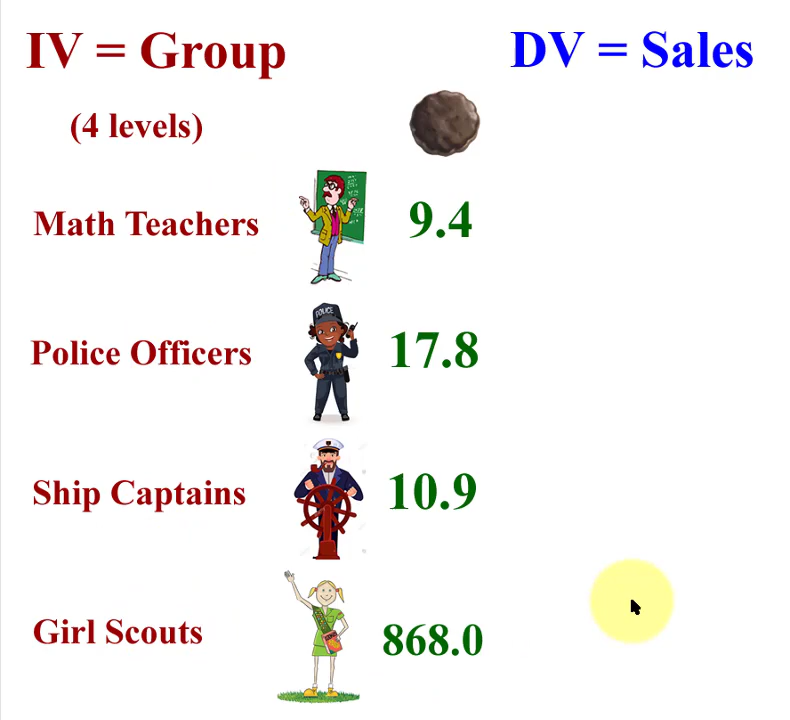 IV = Group
DV = Sales
(4 levels)
Math Teachers
9.4
Police Officers
POLICE
17.8
Ship Captains
10.9
Girl Scouts
868.0